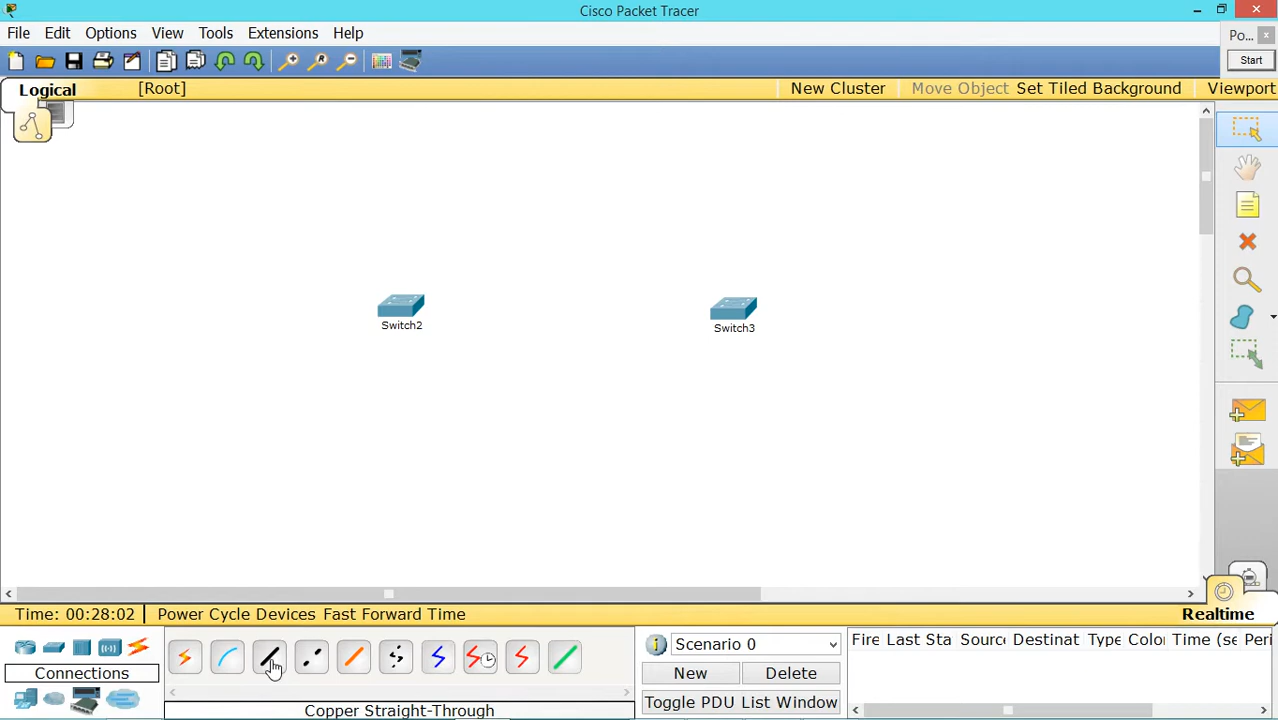 Cisco Packet Tracer
File Edit Options View Tools Extensions Help
Po...
Start
Logical [Root] New Cluster Move Object Set Tiled Background Viewport
Switch2
Switch3
Time: 00:28:02 Power Cycle Devices Fast Forward Time
Realtime
Connections
Copper Straight-Through
Scenario 0
New Delete
Toggle PDU List Window
Fire Last Sta Source Destinat Type Color Time (se Peri